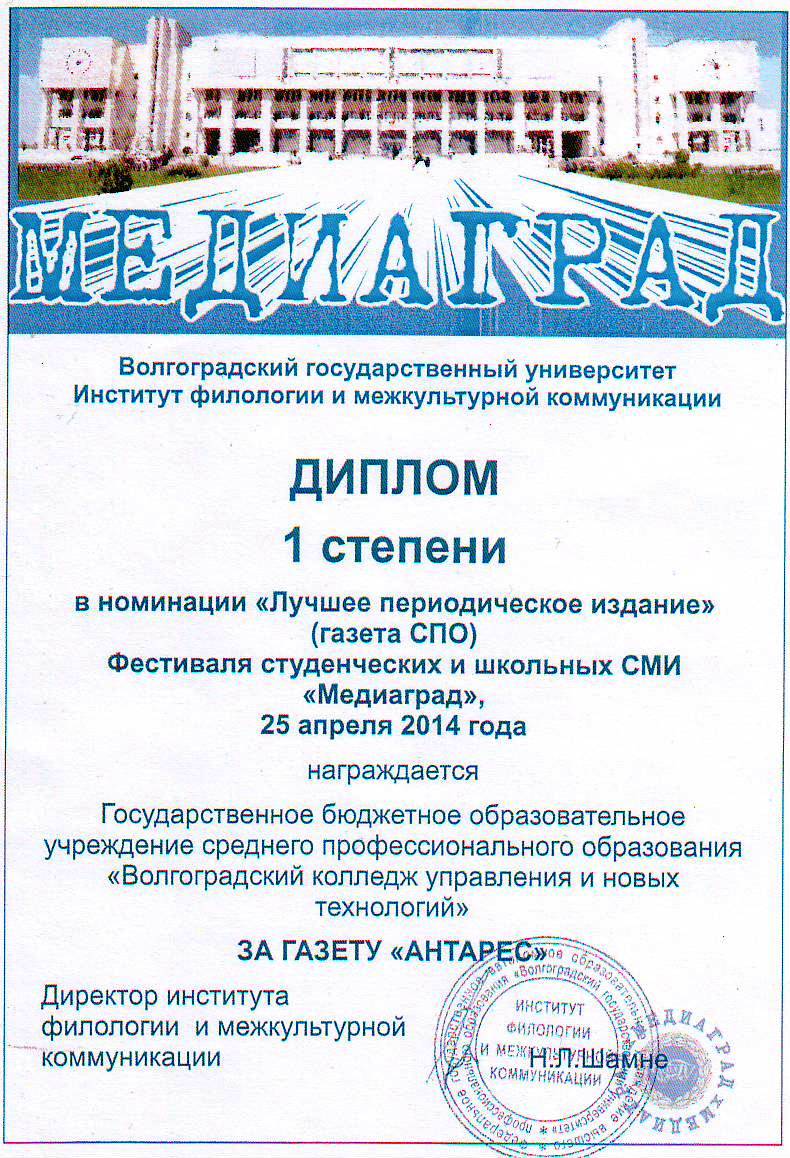 МЕДИАГРАД
Волгоградский государственный университет
Институт филологии и межкультурной коммуникации
ДИПЛОМ
1 степени
в номинации «Лучшее периодическое издание»
(газета СПО)
Фестиваля студенческих и школьных СМИ
«Медиаград»,
25 апреля 2014 года
награждается
Государственное бюджетное образовательное
учреждение среднего профессионального образования
«Волгоградский колледж управления и новых
технологий»
ЗА ГАЗЕТУ «АНТАРЕС»
Директор института
филологии и межкультурной
коммуникации
Н.Л.Шамне
ИНСТИТУТ
ФИЛОЛОГИИ
И МЕЖКУЛЬТУРНОЙ
КОММУНИКАЦИИ
МЕДИАГРАД